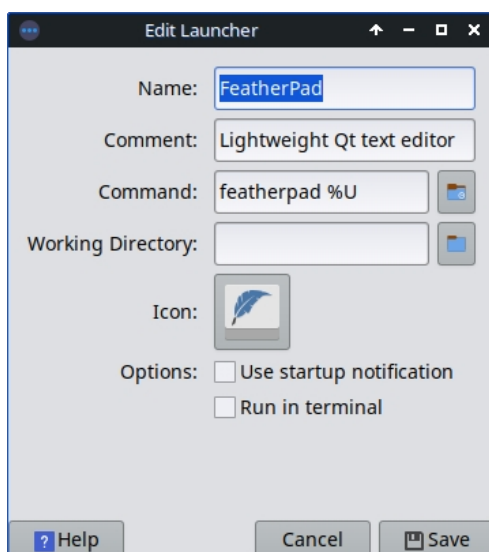 Edit Launcher
Name: FeatherPad
Comment: Lightweight Qt text editor
Command: featherpad %U
Working Directory:
Icon:
Options: Use startup notification
Run in terminal
? Help Cancel Save